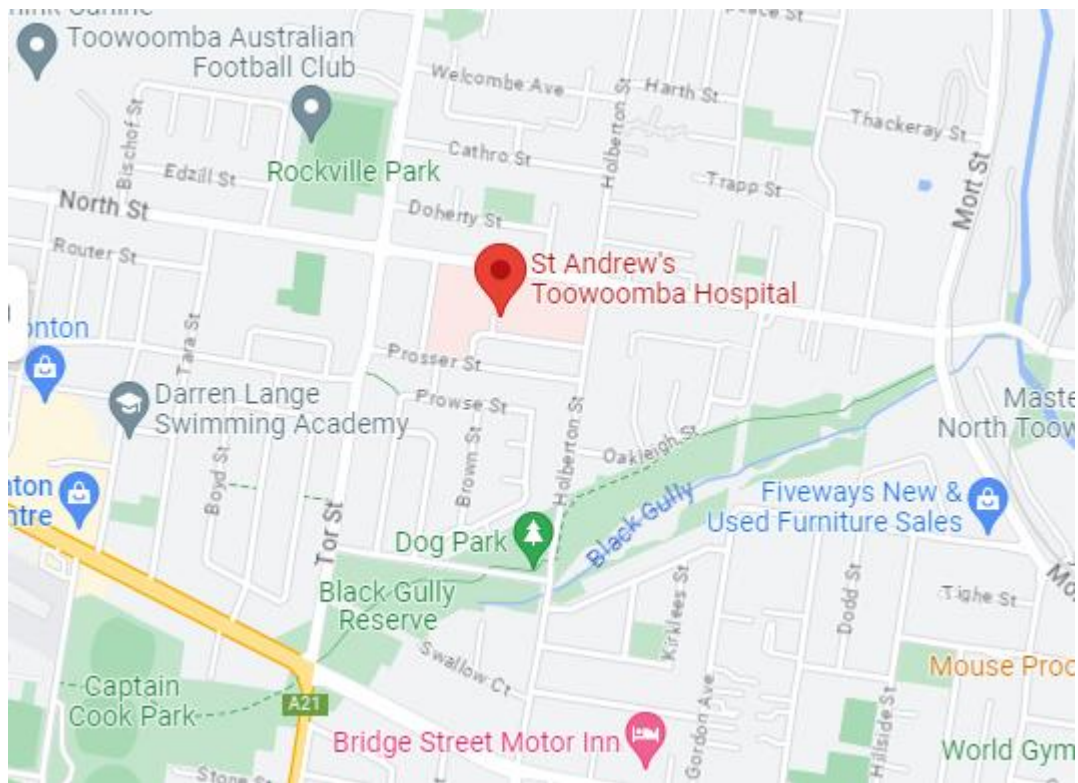 Toowoomba Australian
Football Club
Welcombe Ave
Harth St
Holberton St
Thackeray St
Bischof St
Rockville Park
Cathro St
Edzill St
Trapp St
Mort St
North St
Doherty St
Router St
St Andrew's
Toowoomba Hospital
Tara St
Prosser St
Darren Lange
Swimming Academy
Prowse St
Holberton St
Oakleigh St
Brown St
Boyd St
Black Gully
Fiveways New &
Used Furniture Sales
Tor St
Dog Park
Black Gully
Reserve
Kirklees St
Dodd St
Tighe St
Swallow Ct
Captain
Cook Park
A21
Gordon Ave
Hillside St
Bridge Street Motor Inn
World Gym
Stone St